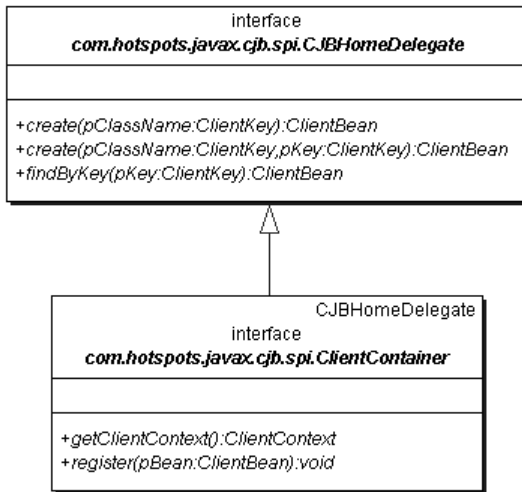 interface
com.hotspots.javax.cjb.spi.CJBHomeDelegate
+create(pClassName:ClientKey):ClientBean
+create(pClassName:ClientKey,pKey:ClientKey):ClientBean
+findByKey(pKey:ClientKey):ClientBean
CJBHomeDelegate
interface
com.hotspots.javax.cjb.spi.ClientContainer
+getClientContext():ClientContext
+register(pBean:ClientBean):void